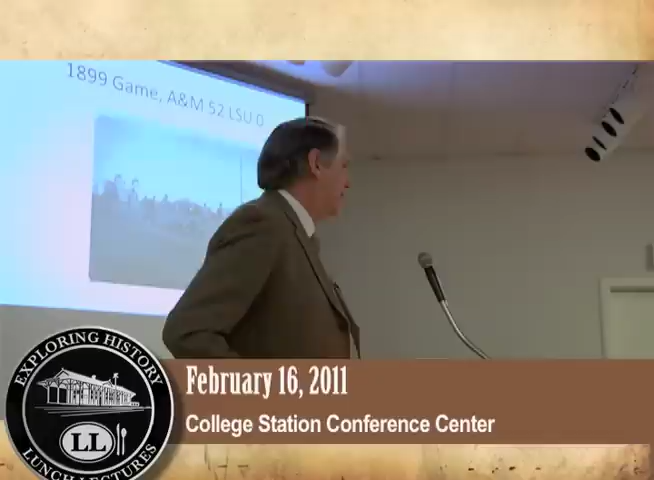 1899 Game, A&M 52 LSU 0
EXPLORING HISTORY
LL
LUNCH LECTURES
February 16, 2011
College Station Conference Center